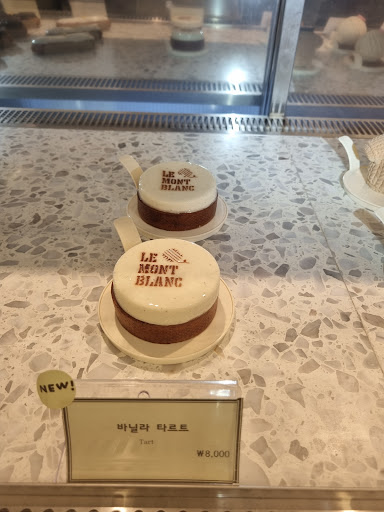 LE
MONT
BLANC
LE
MONT
BLANC
NEW!
바닐라 타르트
Tart
₩8,000